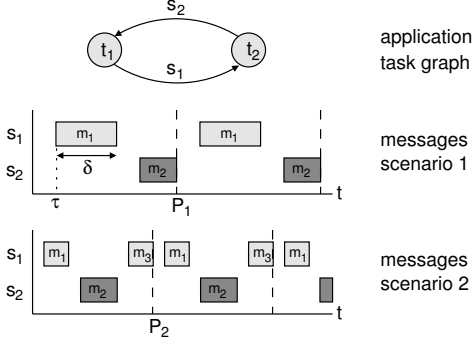 s2
t1 t2
s1
application
task graph
s1 m1 m1
δ
s2 m2 m2
τ P1 t
messages
scenario 1
s1 m1 m3 m1 m3 m1
s2 m2 m2
P2 t
messages
scenario 2